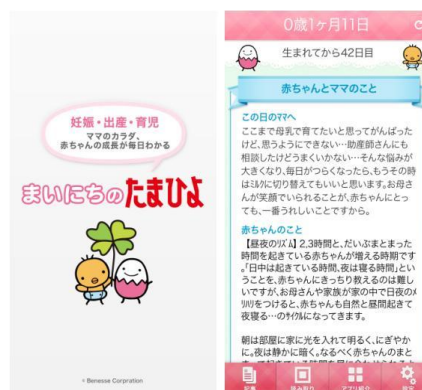 妊娠・出産・育児
ママのカラダ、
赤ちゃんの成長が毎日わかる
まいにちのたまひよ
Benesse Corpration
0歳1ヶ月11日
生まれてから42日目
赤ちゃんとママのこと
この日のママへ
ここまで母乳で育てたいと思ってがんばった
けど、思うようにできない…助産師さんにも
相談したけどうまくいかない…そんな悩みが
大きくなり、毎日がつらくなったら、もうその時
はミルクに切り替えてもいいと思います。お母さ
んが笑顔でいられることが、赤ちゃんにとっ
ても、一番うれしいことですから。
赤ちゃんのこと
【昼夜のリズム】2,3時間と、だいぶまとまった
時間を起きている赤ちゃんが増える時期です
。「日中は起きている時間、夜は寝る時間」とい
うことを、赤ちゃんにきっちり教えるのは難し
いですが、お母さんや家族が家の中で日夜のメ
リハリをつけると、赤ちゃんも自然と昼間起きて
夜寝る…のサイクルになってきます。
朝は部屋に家に光を入れて明るく、にぎやか
に。夜は静かに暗く。なるべく赤ちゃんのまと
アプリ紹介
設定